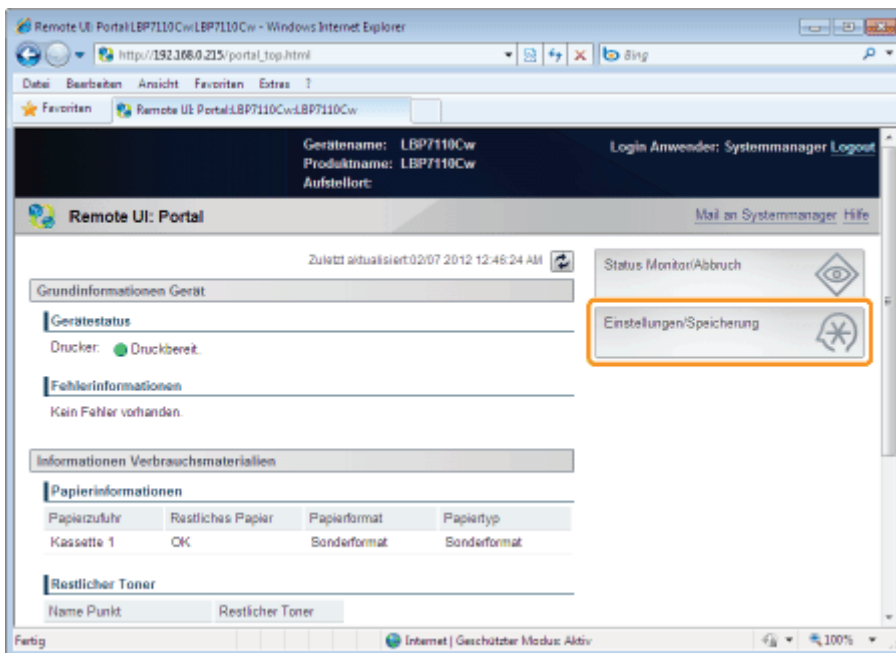 Remote UI: Portal:LBP7110Cw:LBP7110Cw - Windows Internet Explorer
http://192.168.0.215/portal_top.html
Bing
Datei Bearbeiten Ansicht Favoriten Extras ?
Favoriten Remote UI: Portal:LBP7110Cw:LBP7110Cw
Gerätename: LBP7110Cw
Produktname: LBP7110Cw
Aufstellort:
Login Anwender: Systemmanager Logout
Remote UI: Portal
Mail an Systemmanager Hilfe
Zuletzt aktualisiert:02/07 2012 12:46:24 AM
Status Monitor/Abbruch
Einstellungen/Speicherung
Grundinformationen Gerät
Gerätestatus
Drucker: Druckbereit.
Fehlerinformationen
Kein Fehler vorhanden.
Informationen Verbrauchsmaterialien
Papierinformationen
Papierzufuhr Restliches Papier Papierformat Papiertyp
Kassette 1 OK Sonderformat Sonderformat
Restlicher Toner
Name Punkt Restlicher Toner
Fertig Internet | Geschützter Modus: Aktiv 100%